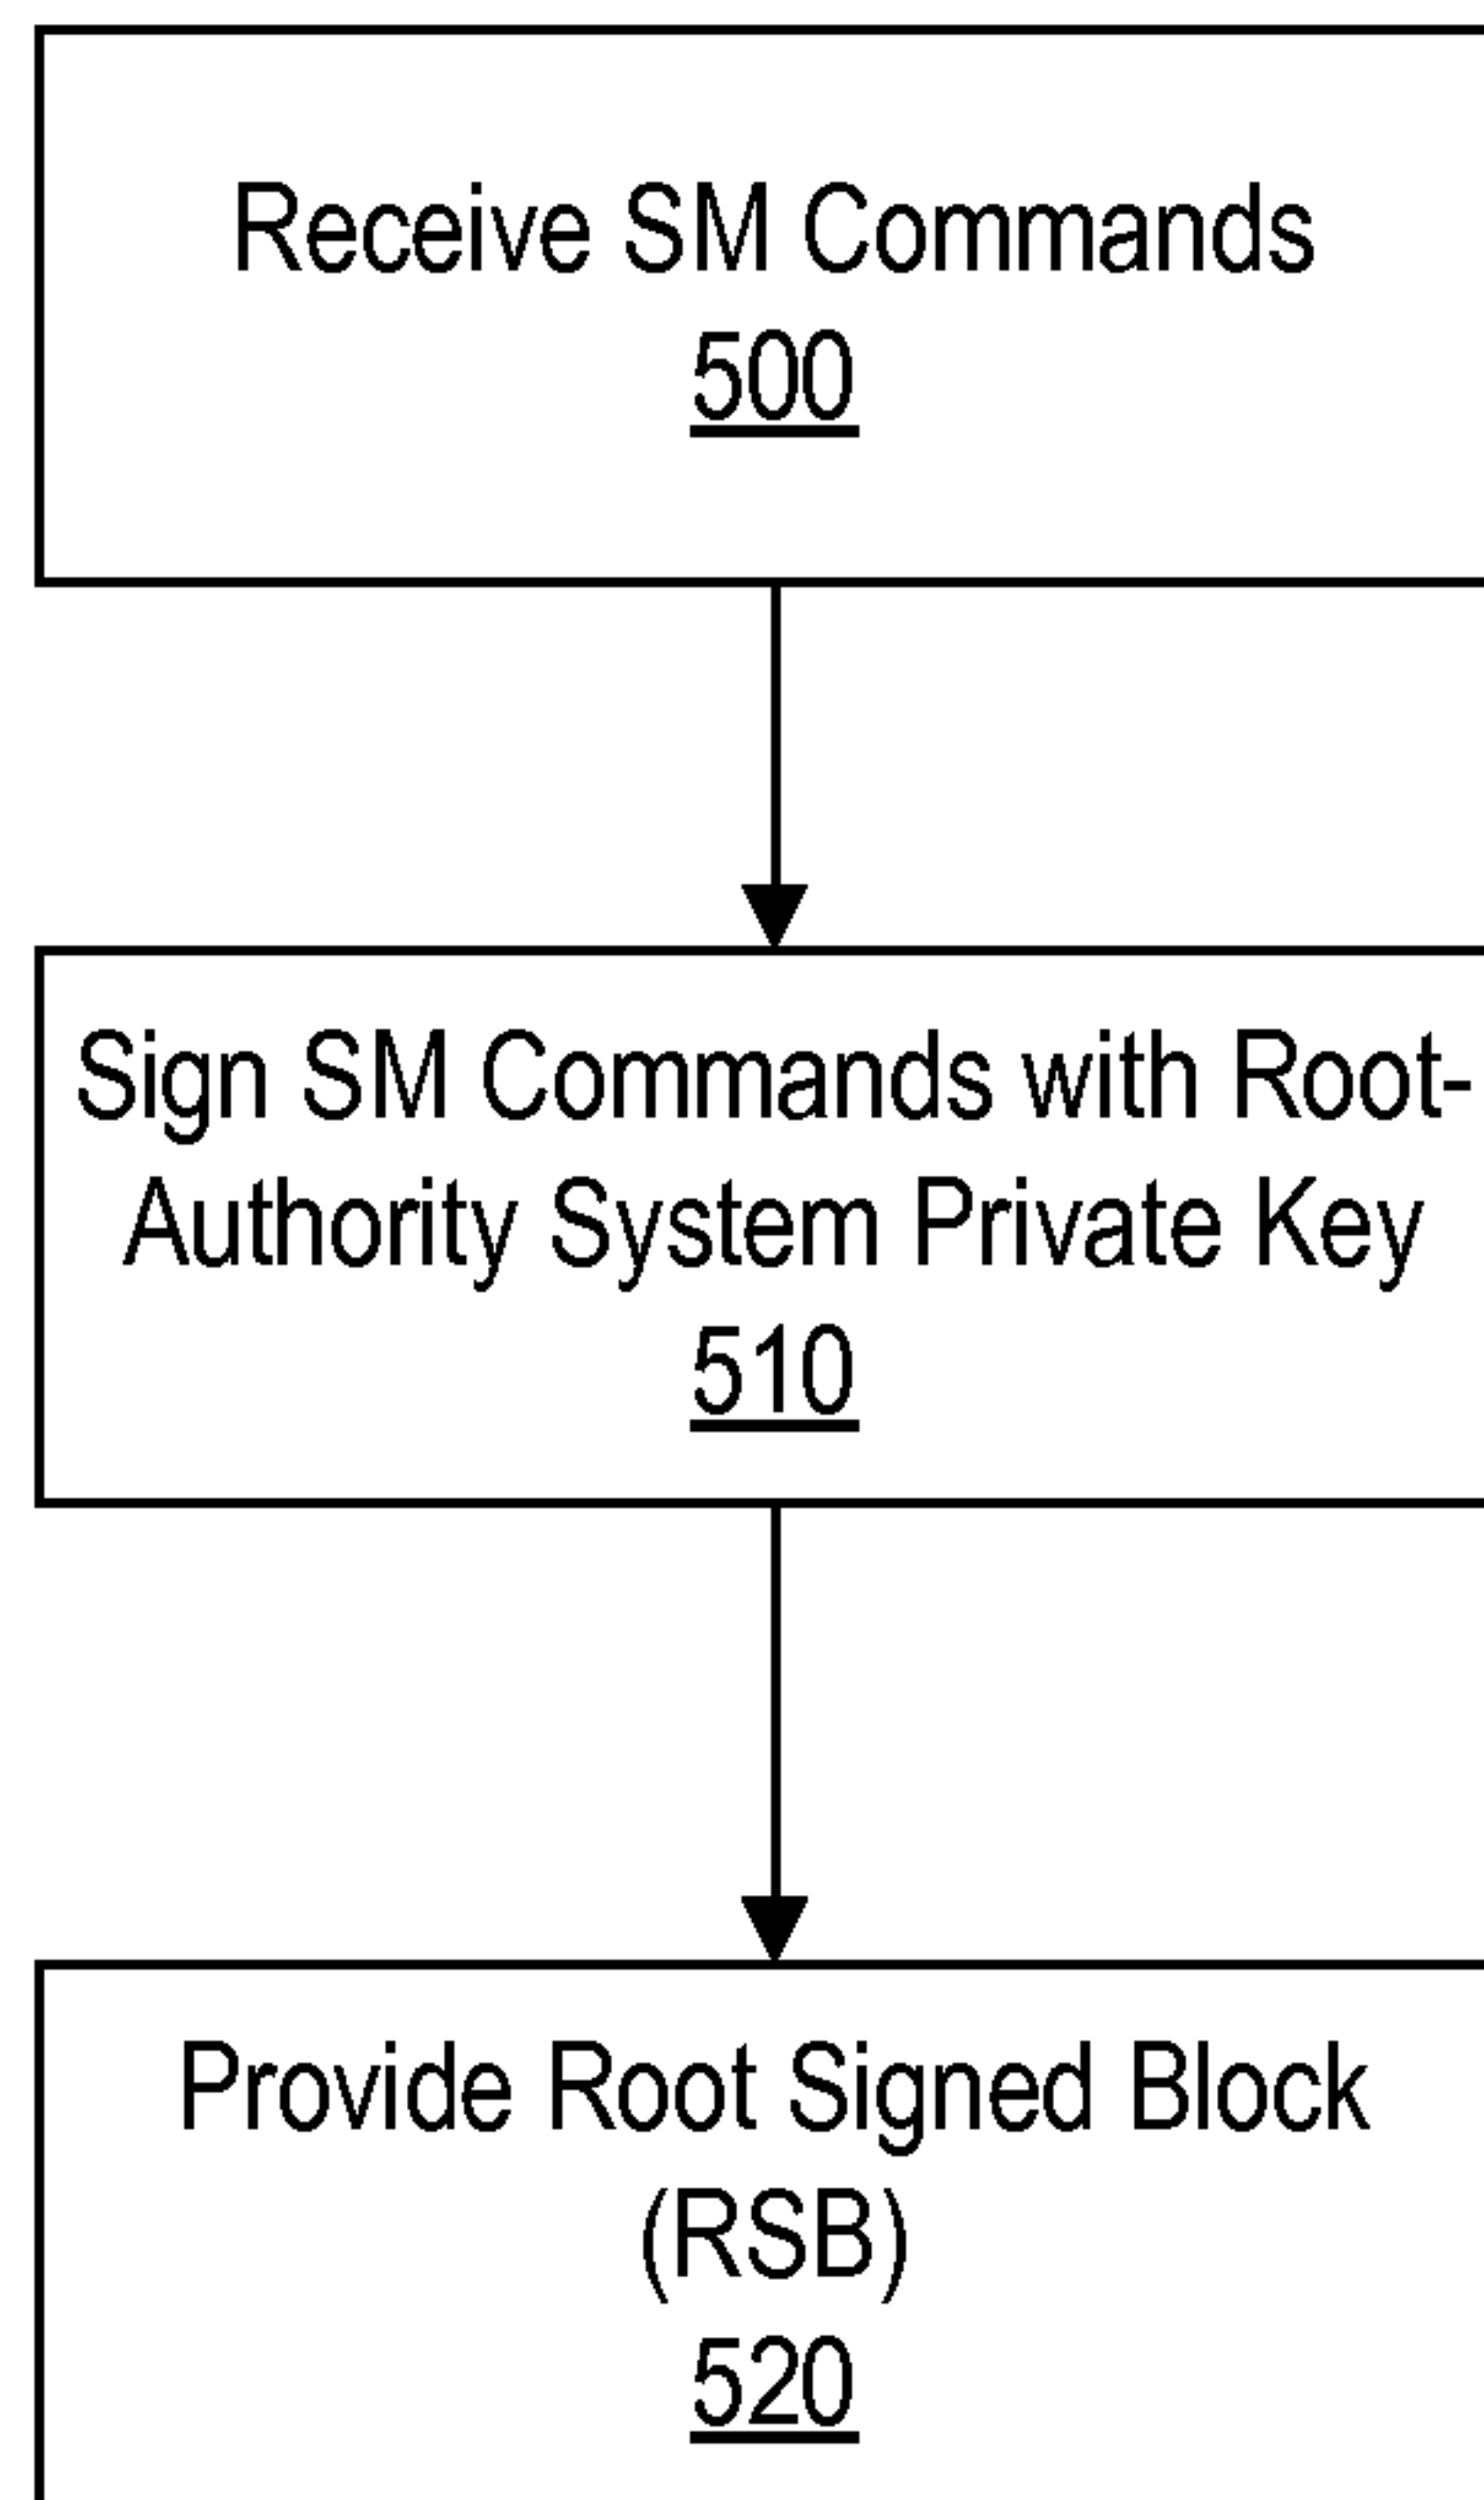 Receive SM Commands
500
Sign SM Commands with Root-
Authority System Private Key
510
Provide Root Signed Block
(RSB)
520